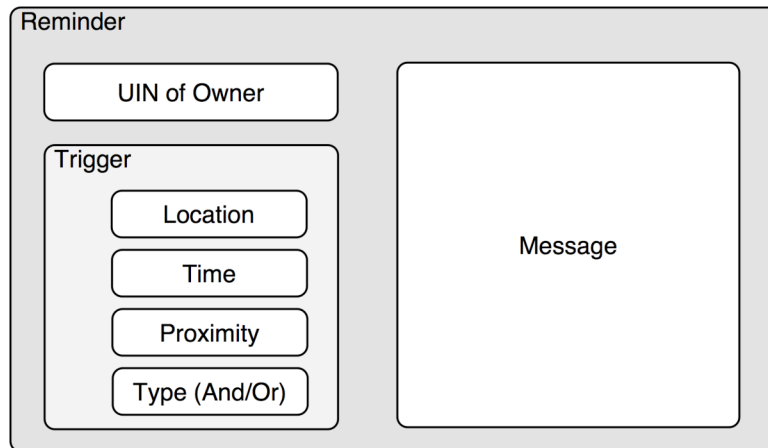 Reminder
UIN of Owner
Trigger
Location
Time
Proximity
Type (And/Or)
Message